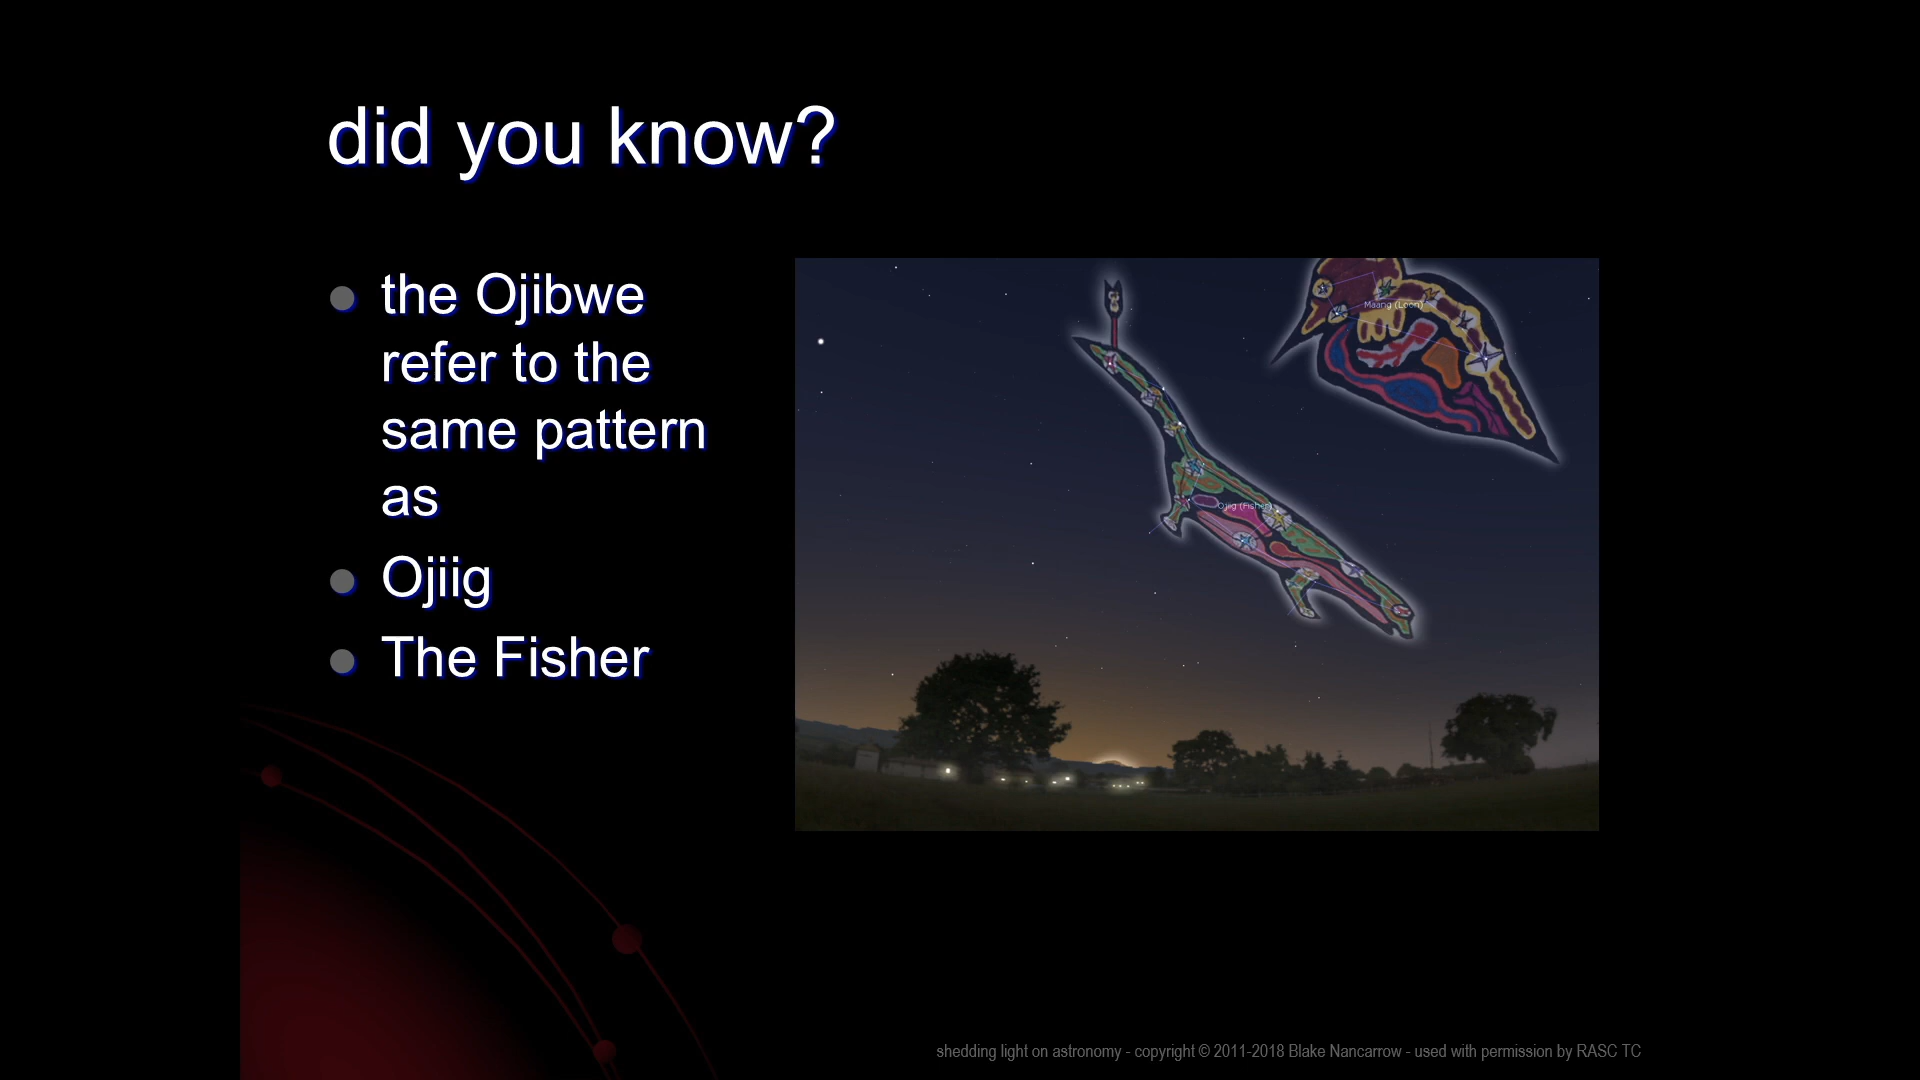 did you know?
the Ojibwe
refer to the
same pattern
as
Ojiig
The Fisher
Maang (Loon)
Ojiig (Fisher)
shedding light on astronomy - copyright © 2011-2018 Blake Nancarrow - used with permission by RASC TC